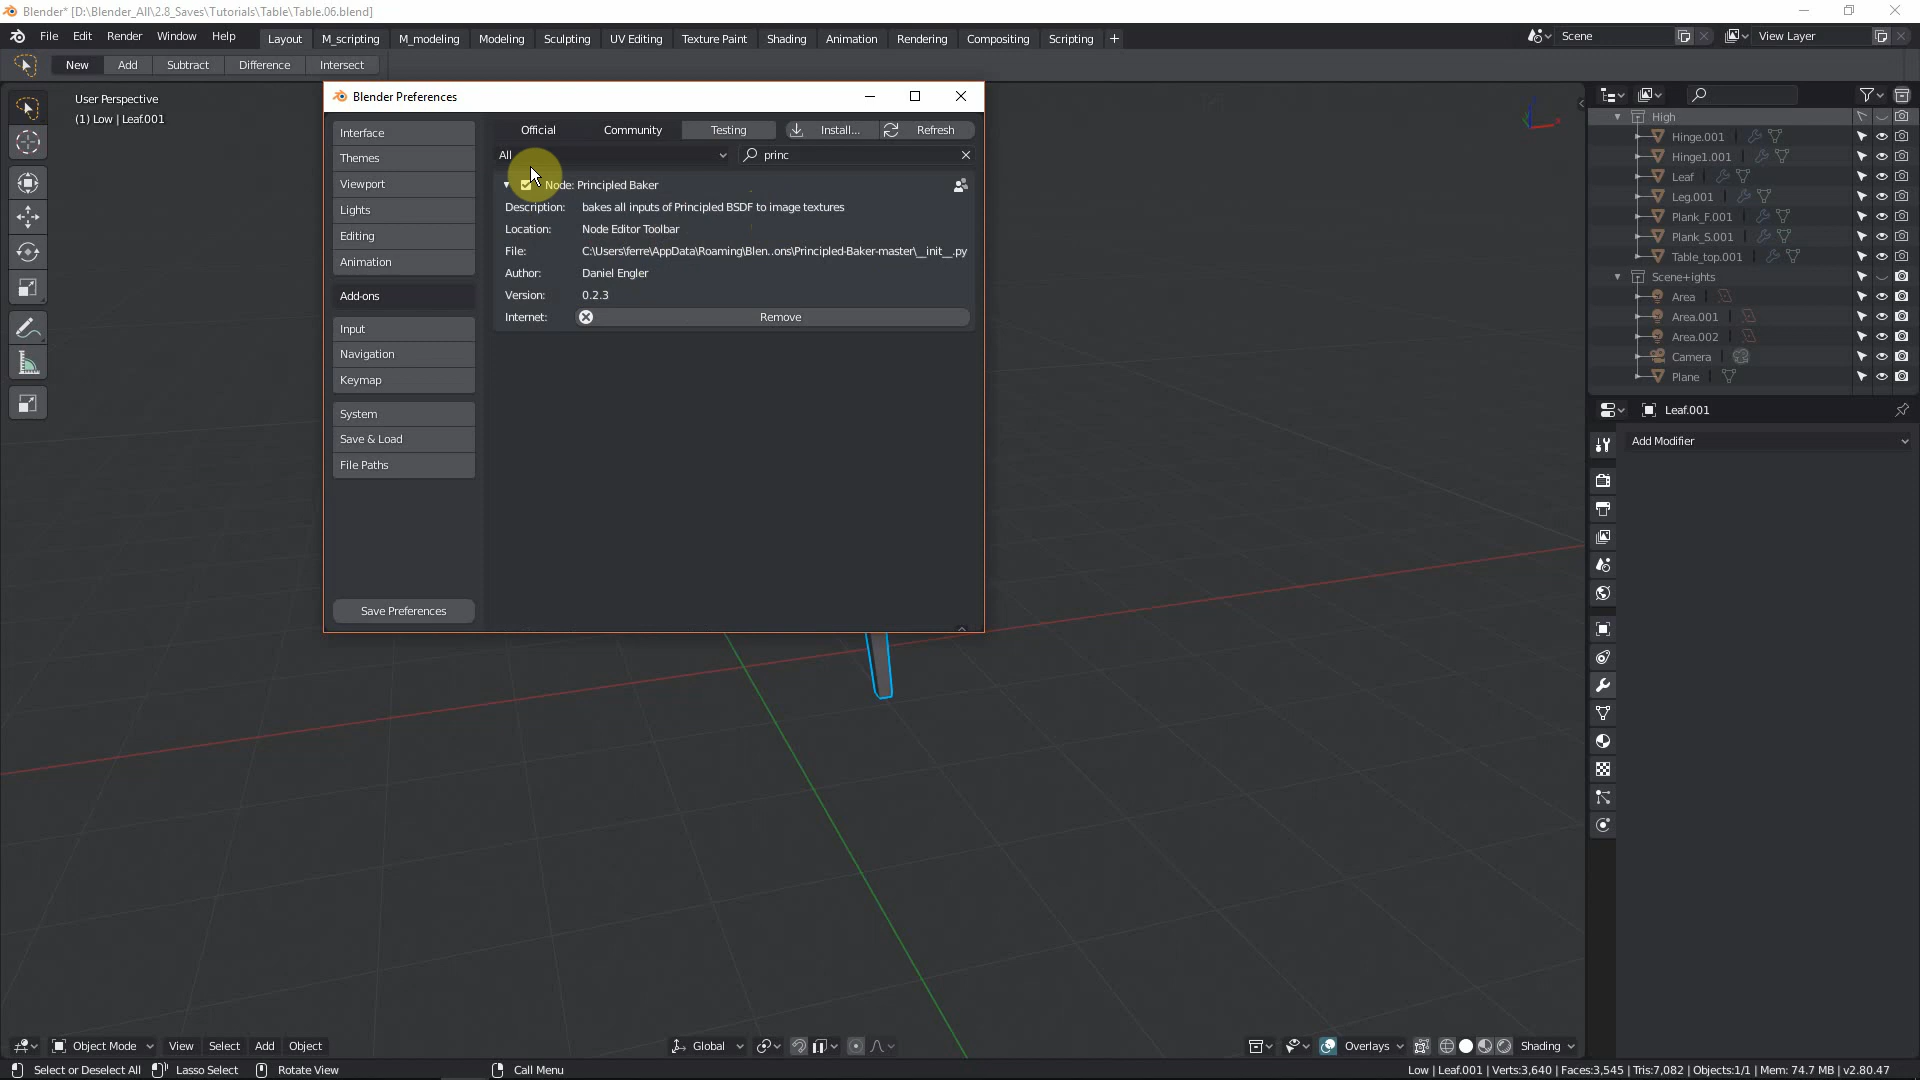 Blender* [D:\Blender_All\2.8_Saves\Tutorials\Table\Table.06.blend]
File Edit Render Window Help Layout M_scripting M_modeling Modeling Sculpting UV Editing Texture Paint Shading Animation Rendering Compositing Scripting + Scene View Layer
New Add Subtract Difference Intersect
User Perspective
(1) Low | Leaf.001
Blender Preferences
Interface
Themes
Viewport
Lights
Editing
Animation
Add-ons
Input
Navigation
Keymap
System
Save & Load
File Paths
Save Preferences
Official Community Testing Install... Refresh
All princ
Node: Principled Baker
Description: bakes all inputs of Principled BSDF to image textures
Location: Node Editor Toolbar
File: C:\Users\ferre\AppData\Roaming\Blen..ons\Principled-Baker-master\__init__.py
Author: Daniel Engler
Version: 0.2.3
Internet: Remove
High
Hinge.001
Hinge1.001
Leaf
Leg.001
Plank_F.001
Plank_S.001
Table_top.001
Scene+ights
Area
Area.001
Area.002
Camera
Plane
Leaf.001
Add Modifier
Object Mode View Select Add Object Global Overlays Shading
Select or Deselect All Lasso Select Rotate View Call Menu Low | Leaf.001 | Verts:3,640 | Faces:3,545 | Tris:7,082 | Objects:1/1 | Mem: 74.7 MB | v2.80.47